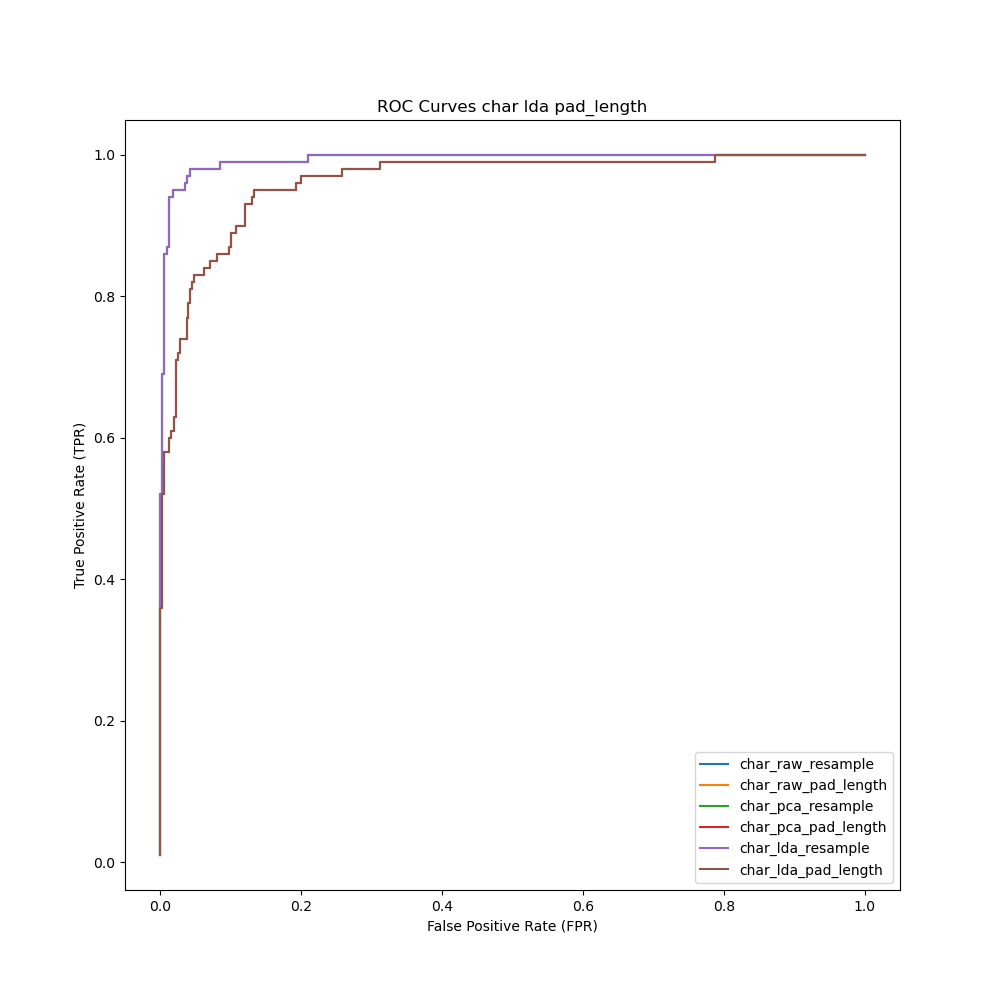 ROC Curves char lda pad_length
1.0
0.8
0.6
0.4
0.2
0.0
True Positive Rate (TPR)
0.0 0.2 0.4 0.6 0.8 1.0
False Positive Rate (FPR)
char_raw_resample
char_raw_pad_length
char_pca_resample
char_pca_pad_length
char_lda_resample
char_lda_pad_length